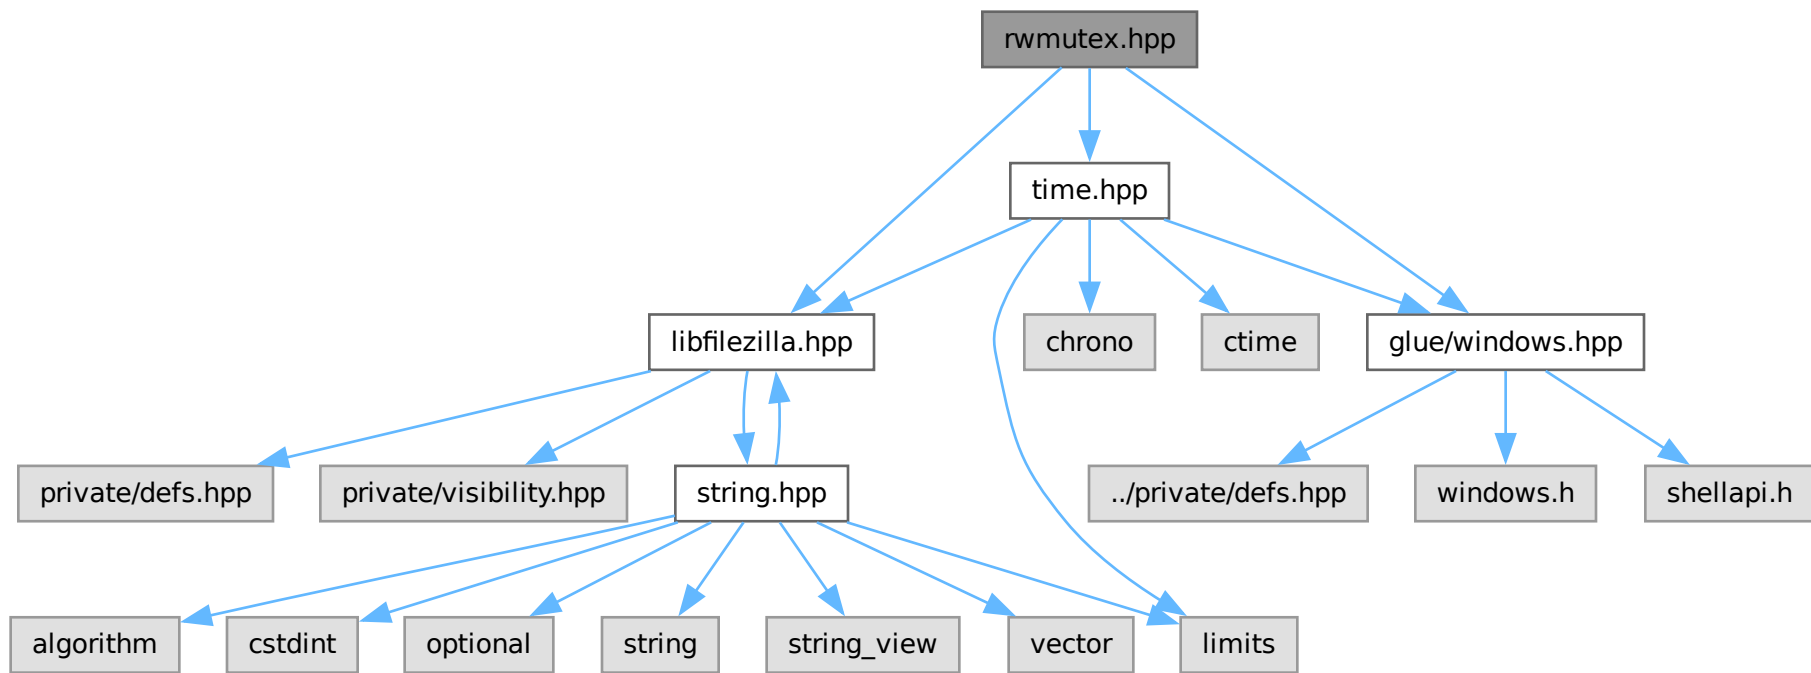 rwmutex.hpp
time.hpp
libfilezilla.hpp
chrono
ctime
glue/windows.hpp
private/defs.hpp
private/visibility.hpp
string.hpp
../private/defs.hpp
windows.h
shellapi.h
algorithm
cstdint
optional
string
string_view
vector
limits